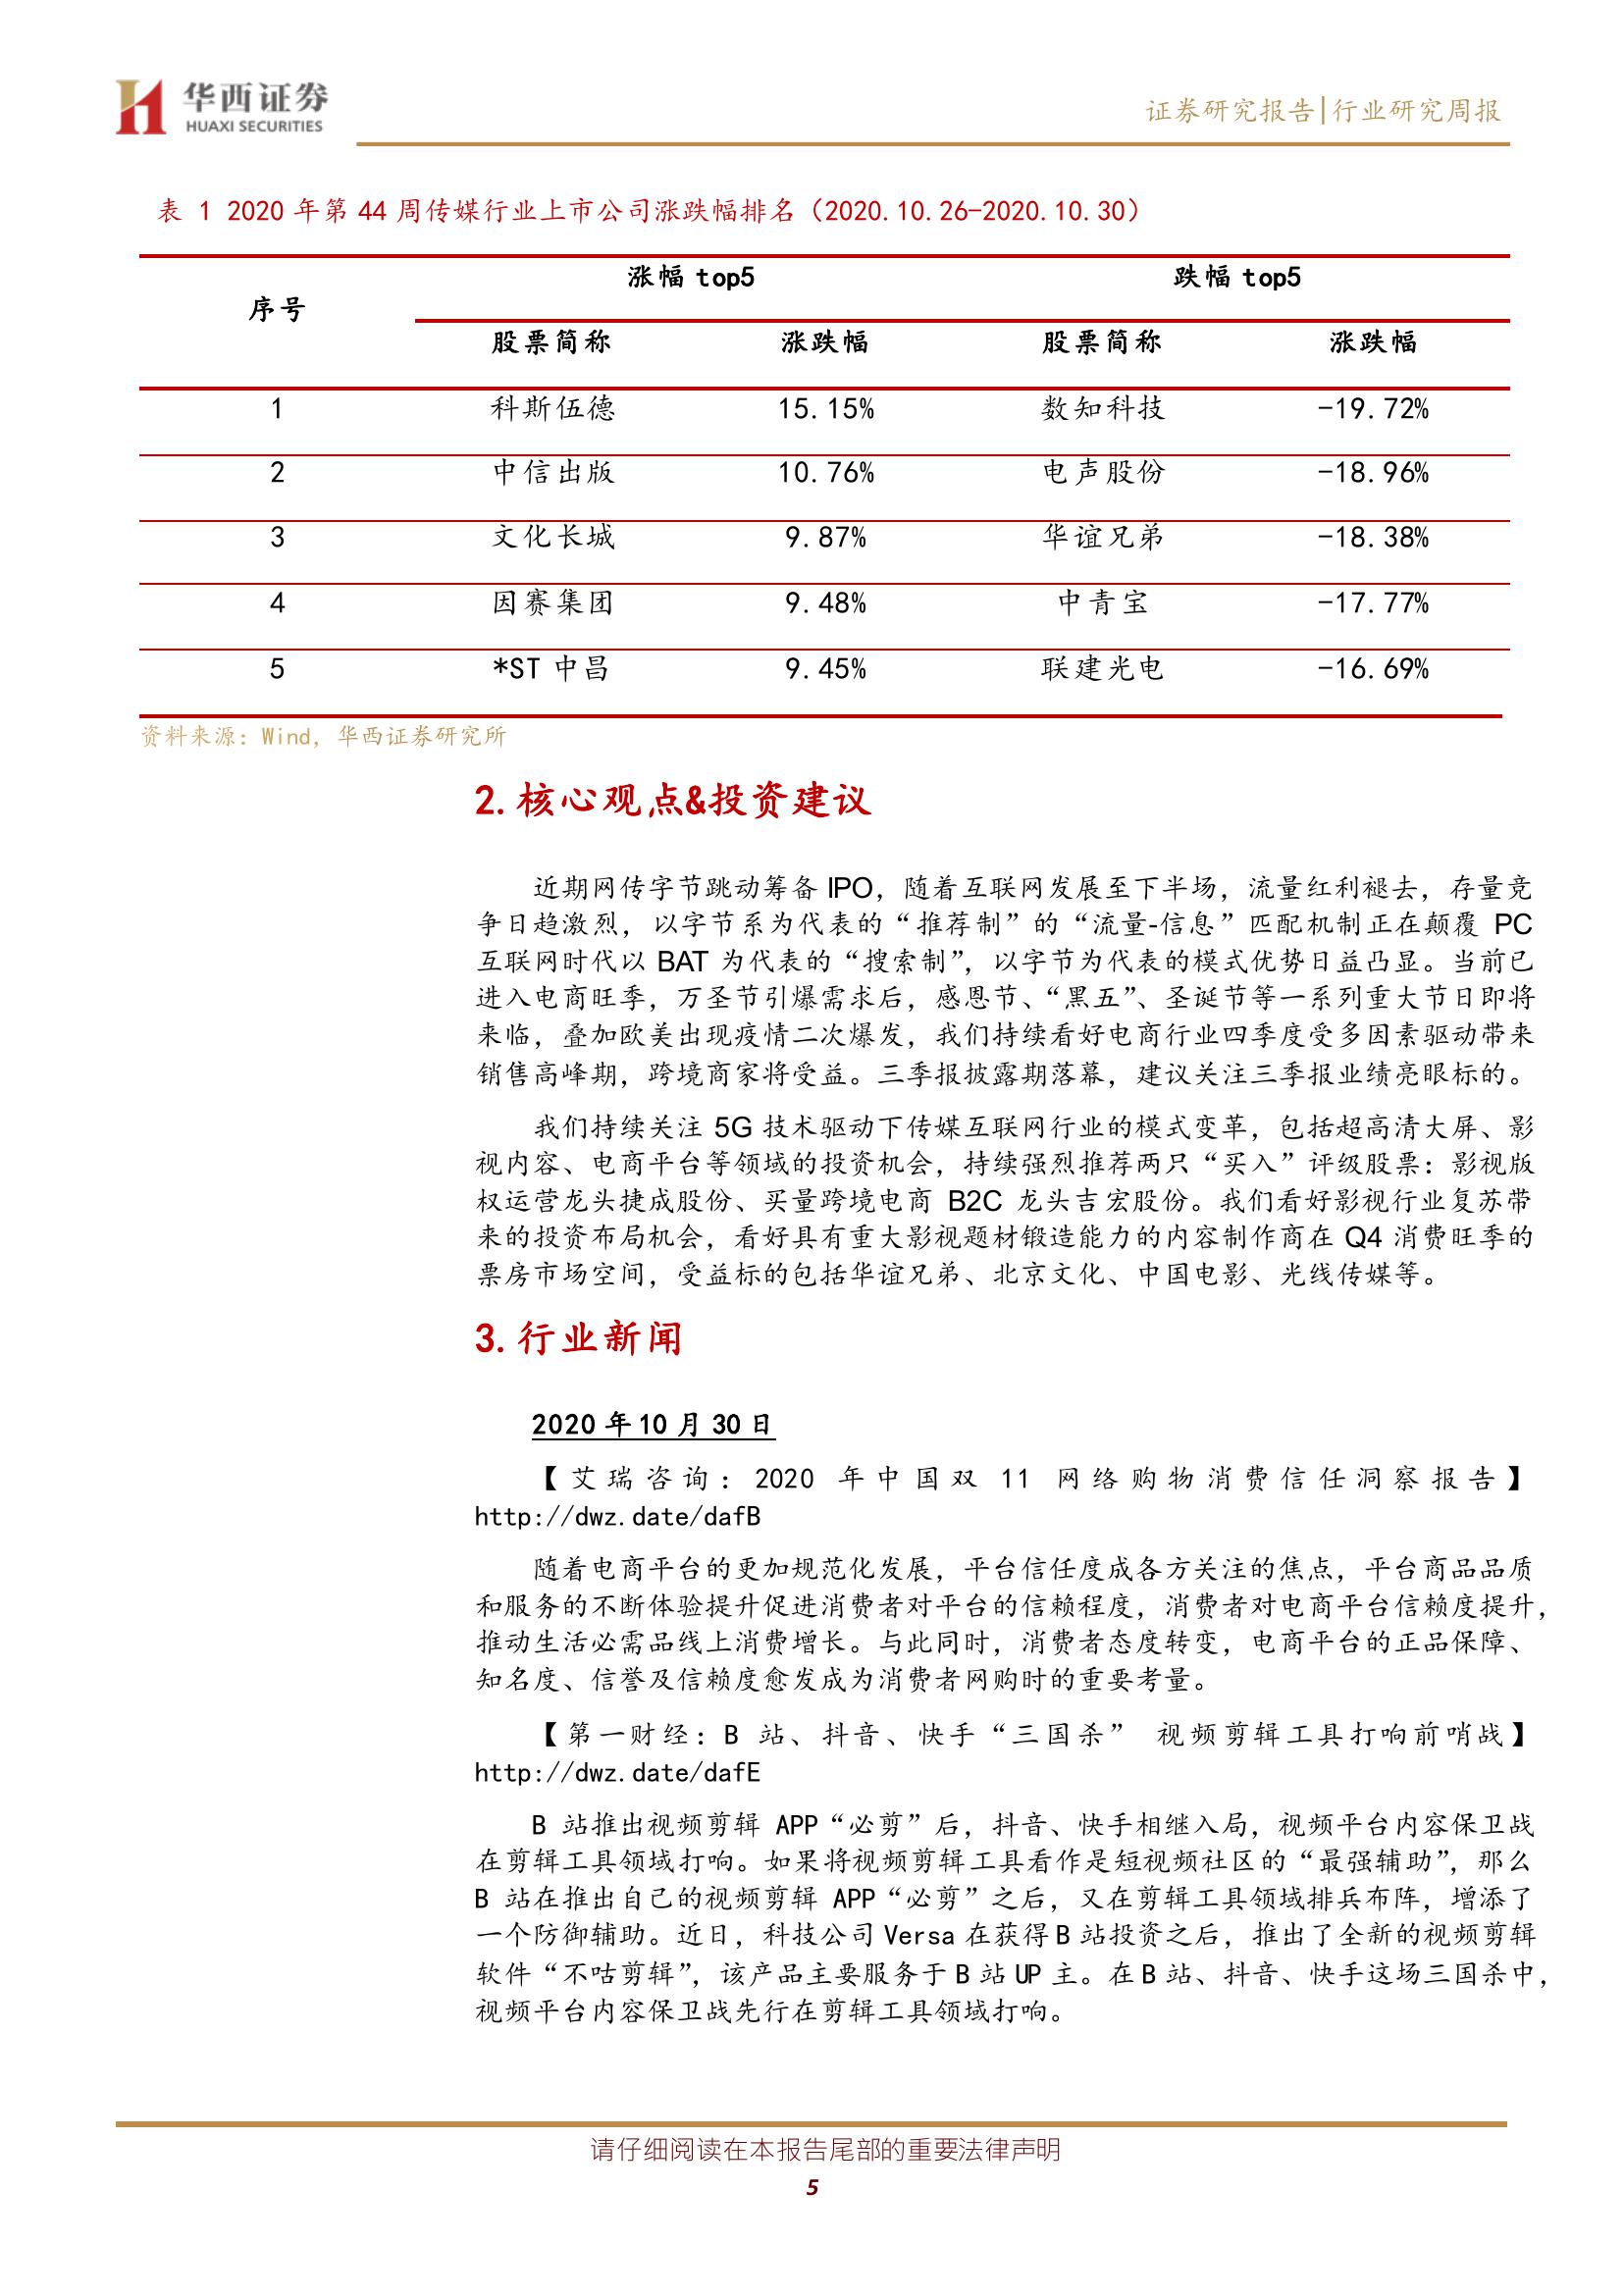 华西证券
HUAXI SECURITIES
证券研究报告|行业研究周报
表 1 2020 年第 44 周传媒行业上市公司涨跌幅排名（2020.10.26-2020.10.30）
序号 涨幅 top5 跌幅 top5
股票简称 涨跌幅 股票简称 涨跌幅
1 科斯伍德 15.15% 数知科技 -19.72%
2 中信出版 10.76% 电声股份 -18.96%
3 文化长城 9.87% 华谊兄弟 -18.38%
4 因赛集团 9.48% 中青宝 -17.77%
5 *ST 中昌 9.45% 联建光电 -16.69%
资料来源：Wind，华西证券研究所
2. 核心观点&投资建议
近期网传字节跳动筹备 IPO，随着互联网发展至下半场，流量红利褪去，存量竞
争日趋激烈，以字节系为代表的“推荐制”的“流量-信息”匹配机制正在颠覆 PC
互联网时代以 BAT 为代表的“搜索制”，以字节为代表的模式优势日益凸显。当前已
进入电商旺季，万圣节引爆需求后，感恩节、“黑五”、圣诞节等一系列重大节日即将
来临，叠加欧美出现疫情二次爆发，我们持续看好电商行业四季度受多因素驱动带来
销售高峰期，跨境商家将受益。三季报披露期落幕，建议关注三季报业绩亮眼标的。
我们持续关注 5G 技术驱动下传媒互联网行业的模式变革，包括超高清大屏、影
视内容、电商平台等领域的投资机会，持续强烈推荐两只“买入”评级股票：影视版
权运营龙头捷成股份、买量跨境电商 B2C 龙头吉宏股份。我们看好影视行业复苏带
来的投资布局机会，看好具有重大影视题材锻造能力的内容制作商在 Q4 消费旺季的
票房市场空间，受益标的包括华谊兄弟、北京文化、中国电影、光线传媒等。
3. 行业新闻
2020 年 10 月 30 日
【艾瑞咨询：2020 年中国双 11 网络购物消费信任洞察报告】
http://dwz.date/dafB
随着电商平台的更加规范化发展，平台信任度成各方关注的焦点，平台商品品质
和服务的不断体验提升促进消费者对平台的信赖程度，消费者对电商平台信赖度提升，
推动生活必需品线上消费增长。与此同时，消费者态度转变，电商平台的正品保障、
知名度、信誉及信赖度愈发成为消费者网购时的重要考量。
【第一财经：B 站、抖音、快手“三国杀” 视频剪辑工具打响前哨战】
http://dwz.date/dafE
B 站推出视频剪辑 APP“必剪”后，抖音、快手相继入局，视频平台内容保卫战
在剪辑工具领域打响。如果将视频剪辑工具看作是短视频社区的“最强辅助”，那么
B 站在推出自己的视频剪辑 APP“必剪”之后，又在剪辑工具领域排兵布阵，增添了
一个防御辅助。近日，科技公司 Versa 在获得 B 站投资之后，推出了全新的视频剪辑
软件“不咕剪辑”，该产品主要服务于 B 站 UP 主。在 B 站、抖音、快手这场三国杀中，
视频平台内容保卫战先行在剪辑工具领域打响。
请仔细阅读在本报告尾部的重要法律声明
5